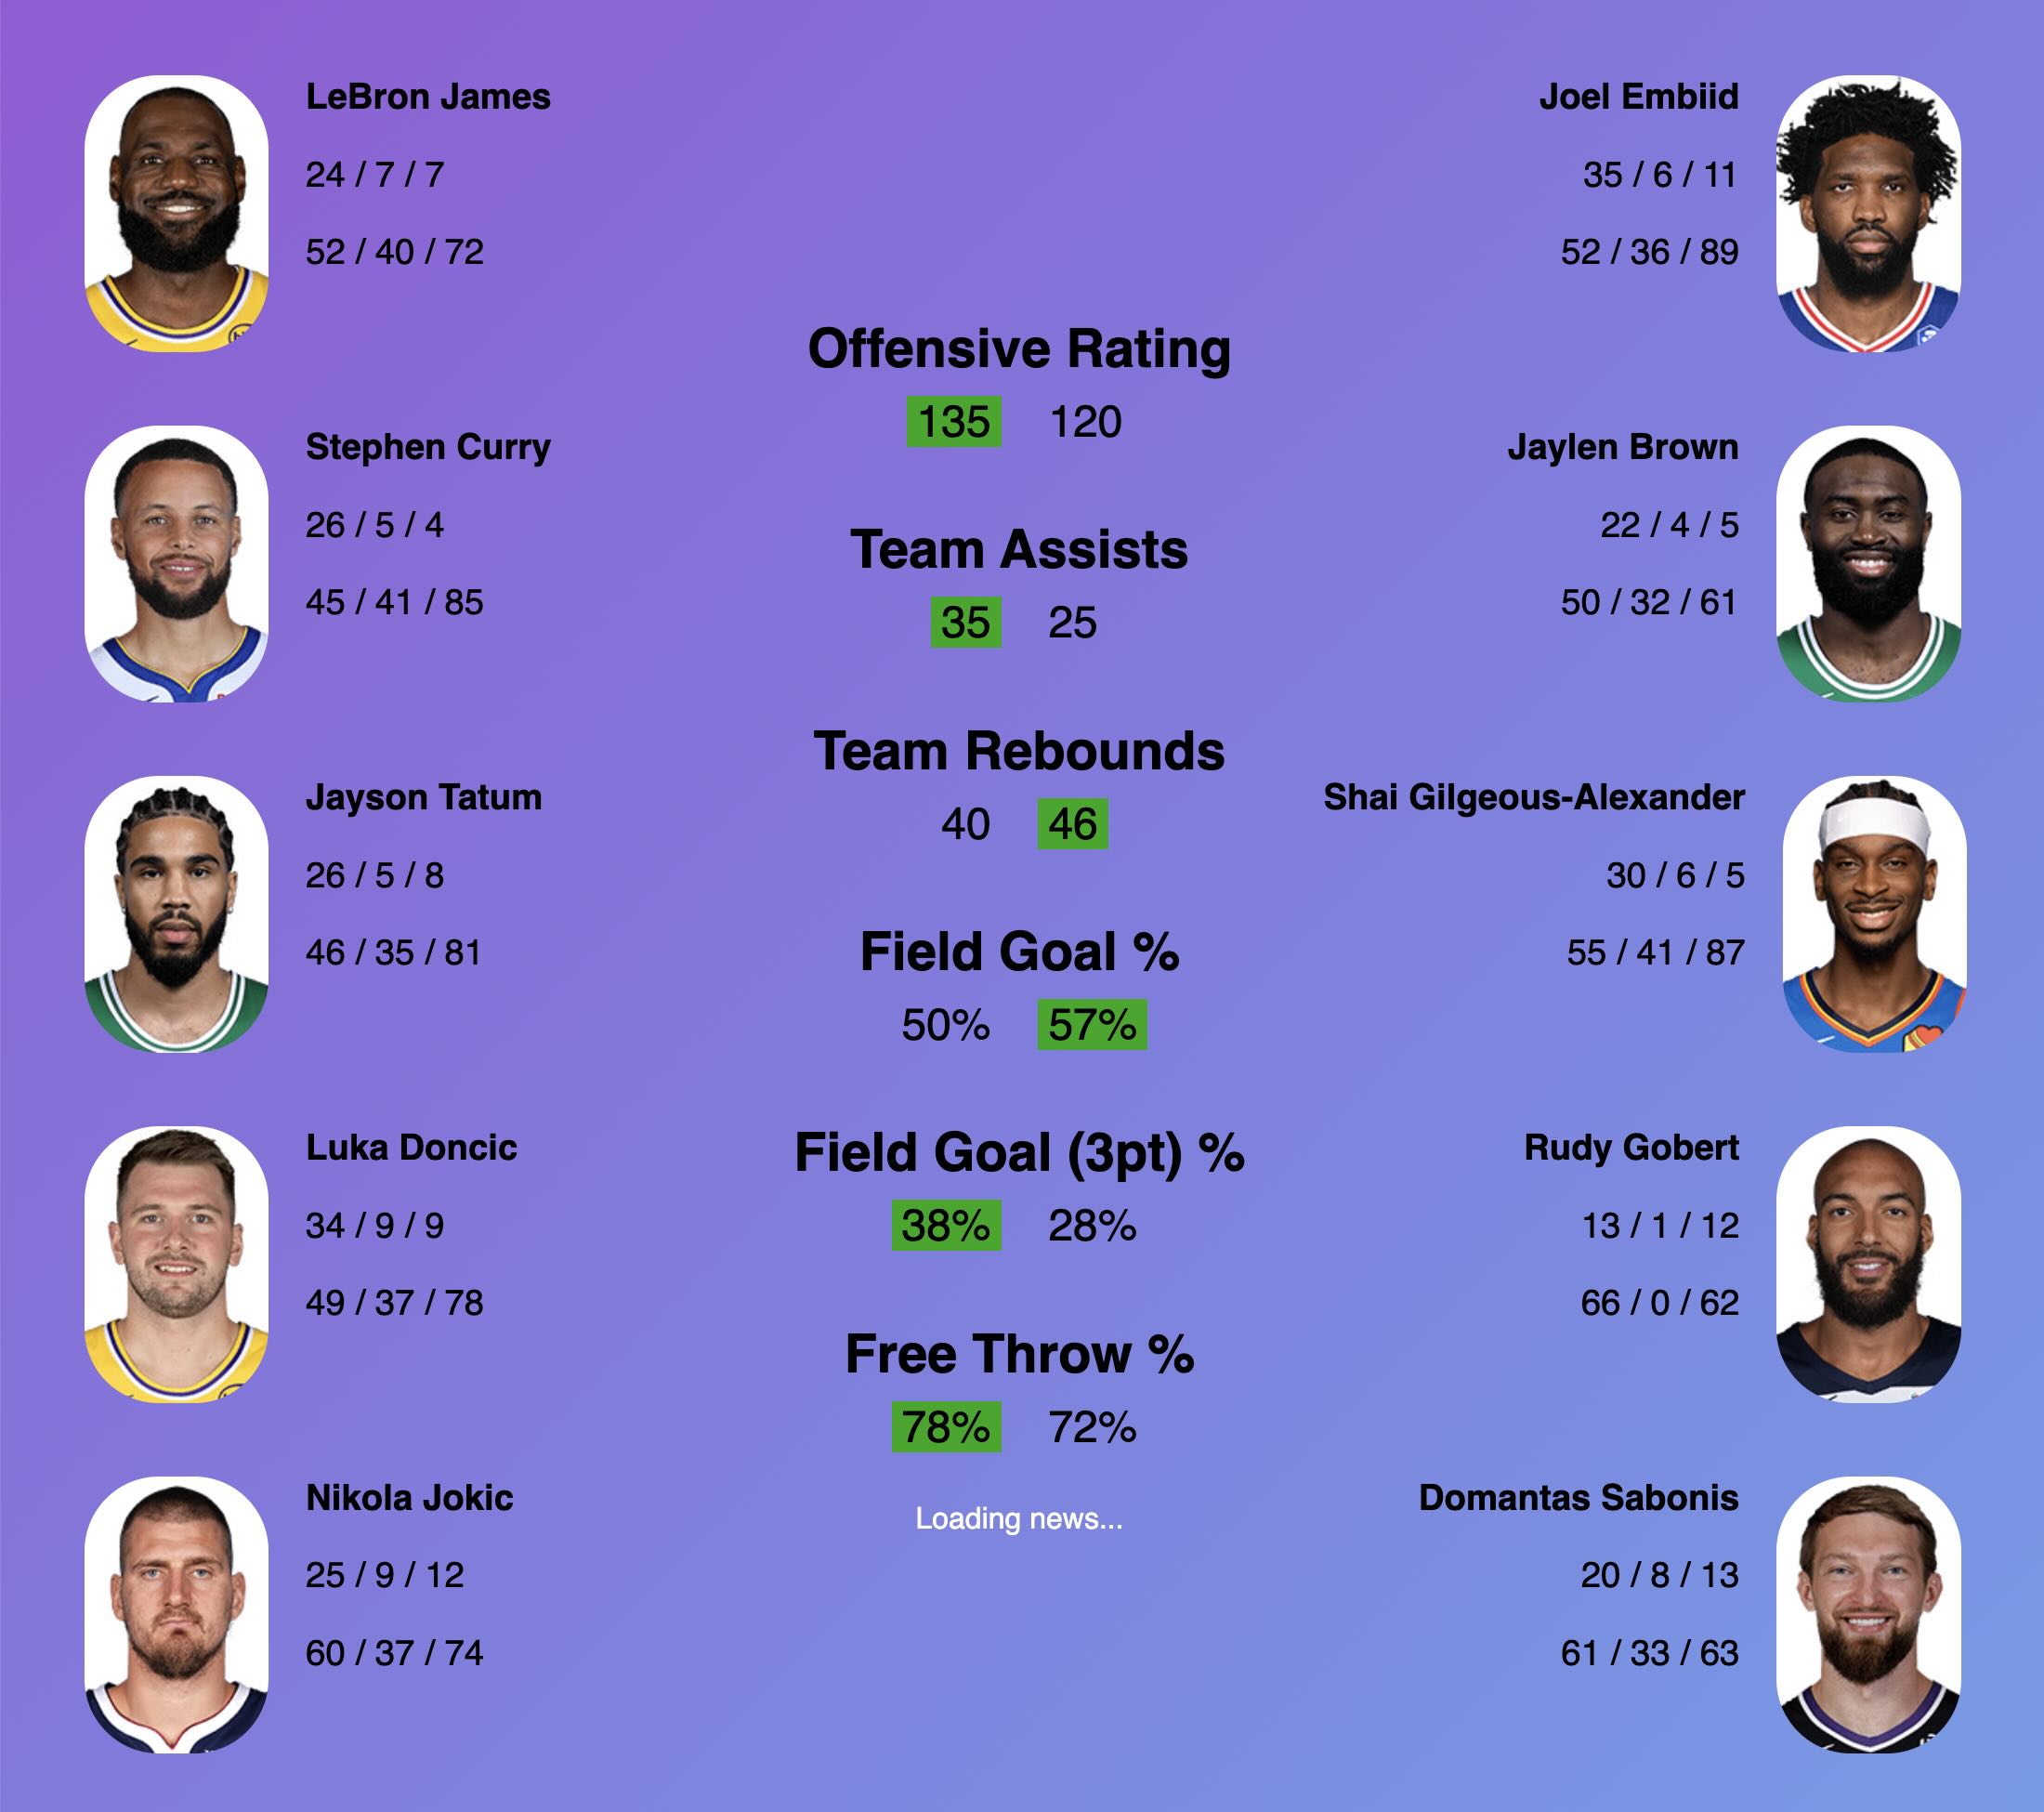 LeBron James
24 / 7 / 7
52 / 40 / 72
Stephen Curry
26 / 5 / 4
45 / 41 / 85
Jayson Tatum
26 / 5 / 8
46 / 35 / 81
Luka Doncic
34 / 9 / 9
49 / 37 / 78
Nikola Jokic
25 / 9 / 12
60 / 37 / 74
Offensive Rating
135 120
Team Assists
35 25
Team Rebounds
40 46
Field Goal %
50% 57%
Field Goal (3pt) %
38% 28%
Free Throw %
78% 72%
Loading news...
Joel Embiid
35 / 6 / 11
52 / 36 / 89
Jaylen Brown
22 / 4 / 5
50 / 32 / 61
Shai Gilgeous-Alexander
30 / 6 / 5
55 / 41 / 87
Rudy Gobert
13 / 1 / 12
66 / 0 / 62
Domantas Sabonis
20 / 8 / 13
61 / 33 / 63